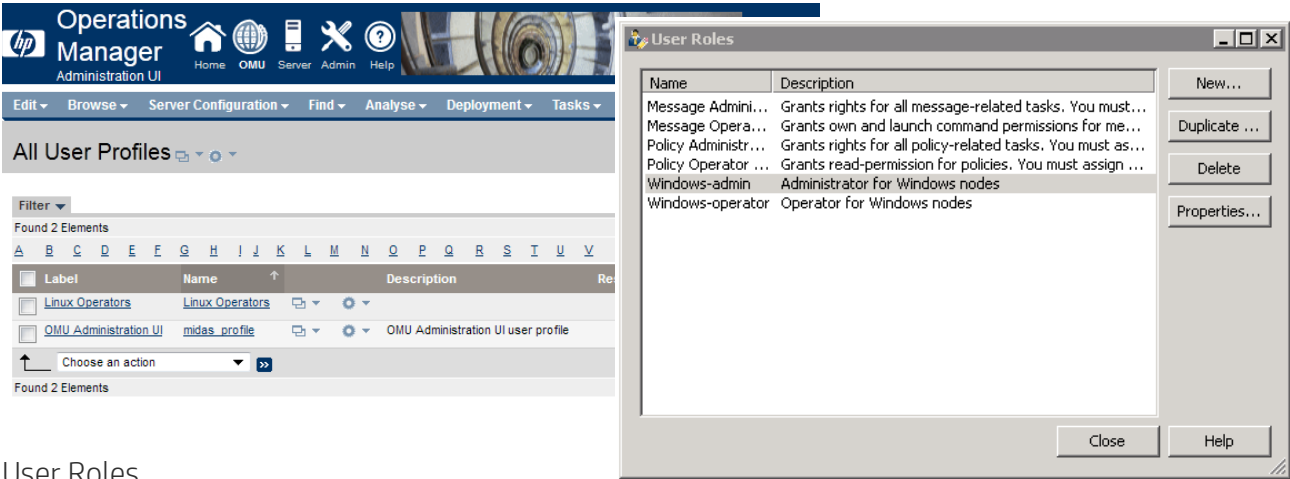 hp
Operations
Manager
Administration UI
Home OMU Server Admin Help
Edit Browse Server Configuration Find Analyse Deployment Tasks
All User Profiles
Filter
Found 2 Elements
A B C D E F G H I J K L M N O P Q R S T U V
Label Name Description Re
Linux Operators Linux Operators
OMU Administration UI midas_profile OMU Administration UI user profile
Choose an action
Found 2 Elements
User Roles
User Roles
Name Description
Message Admini... Grants rights for all message-related tasks. You must...
Message Opera... Grants own and launch command permissions for me...
Policy Administr... Grants rights for all policy-related tasks. You must as...
Policy Operator ... Grants read-permission for policies. You must assign ...
Windows-admin Administrator for Windows nodes
Windows-operator Operator for Windows nodes
New...
Duplicate ...
Delete
Properties...
Close Help